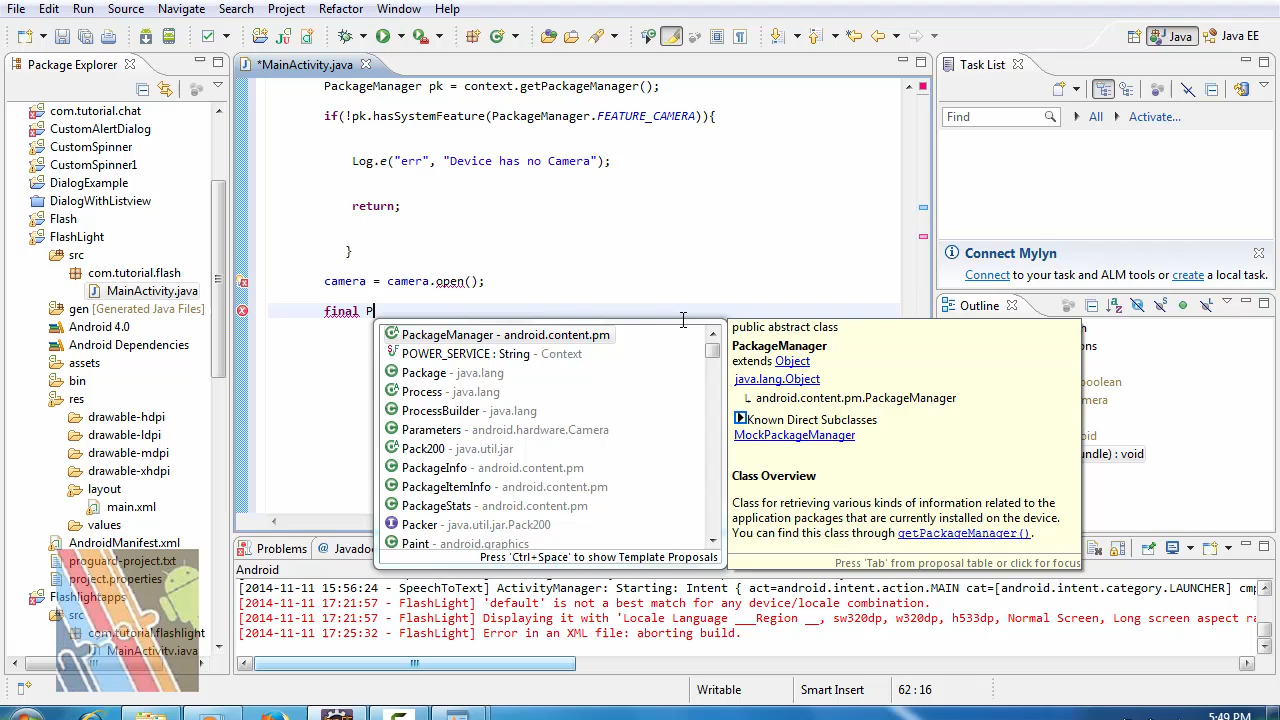 File Edit Run Source Navigate Search Project Refactor Window Help
Java Java EE
Package Explorer
com.tutorial.chat
CustomAlertDialog
CustomSpinner
CustomSpinner1
DialogExample
DialogWithListview
Flash
FlashLight
src
com.tutorial.flash
MainActivity.java
gen [Generated Java Files]
Android 4.0
Android Dependencies
assets
bin
res
drawable-hdpi
drawable-ldpi
drawable-mdpi
drawable-xhdpi
layout
main.xml
values
AndroidManifest.xml
proguard-project.txt
project.properties
Flashlightapps
src
com.tutorial.flashlight
MainActivity.java
*MainActivity.java
PackageManager pk = context.getPackageManager();
if(!pk.hasSystemFeature(PackageManager.FEATURE_CAMERA)){
Log.e("err", "Device has no Camera");
return;
}
camera = camera.open();
final P
PackageManager - android.content.pm
POWER_SERVICE : String - Context
Package - java.lang
Process - java.lang
ProcessBuilder - java.lang
Parameters - android.hardware.Camera
Pack200 - java.util.jar
PackageInfo - android.content.pm
PackageItemInfo - android.content.pm
PackageStats - android.content.pm
Packer - java.util.jar.Pack200
Paint - android.graphics
Press 'Ctrl+Space' to show Template Proposals
public abstract class
PackageManager
extends Object
java.lang.Object
android.content.pm.PackageManager
Known Direct Subclasses
MockPackageManager
Class Overview
Class for retrieving various kinds of information related to the
application packages that are currently installed on the device.
You can find this class through getPackageManager().
Press 'Tab' from proposal table or click for focus
Task List
Find All Activate...
Connect Mylyn
Connect to your task and ALM tools or create a local task.
Outline
boolean
undle) : void
Problems Javadoc
Android
[2014-11-11 15:56:24 - SpeechToText] ActivityManager: Starting: Intent { act=android.intent.action.MAIN cat=[android.intent.category.LAUNCHER] cmp
[2014-11-11 17:21:57 - FlashLight] 'default' is not a best match for any device/locale combination.
[2014-11-11 17:21:57 - FlashLight] Displaying it with 'Locale Language ___Region __, sw320dp, w320dp, h533dp, Normal Screen, Long screen aspect ra
[2014-11-11 17:25:32 - FlashLight] Error in an XML file: aborting build.
Writable Smart Insert 62 : 16
5:49 PM